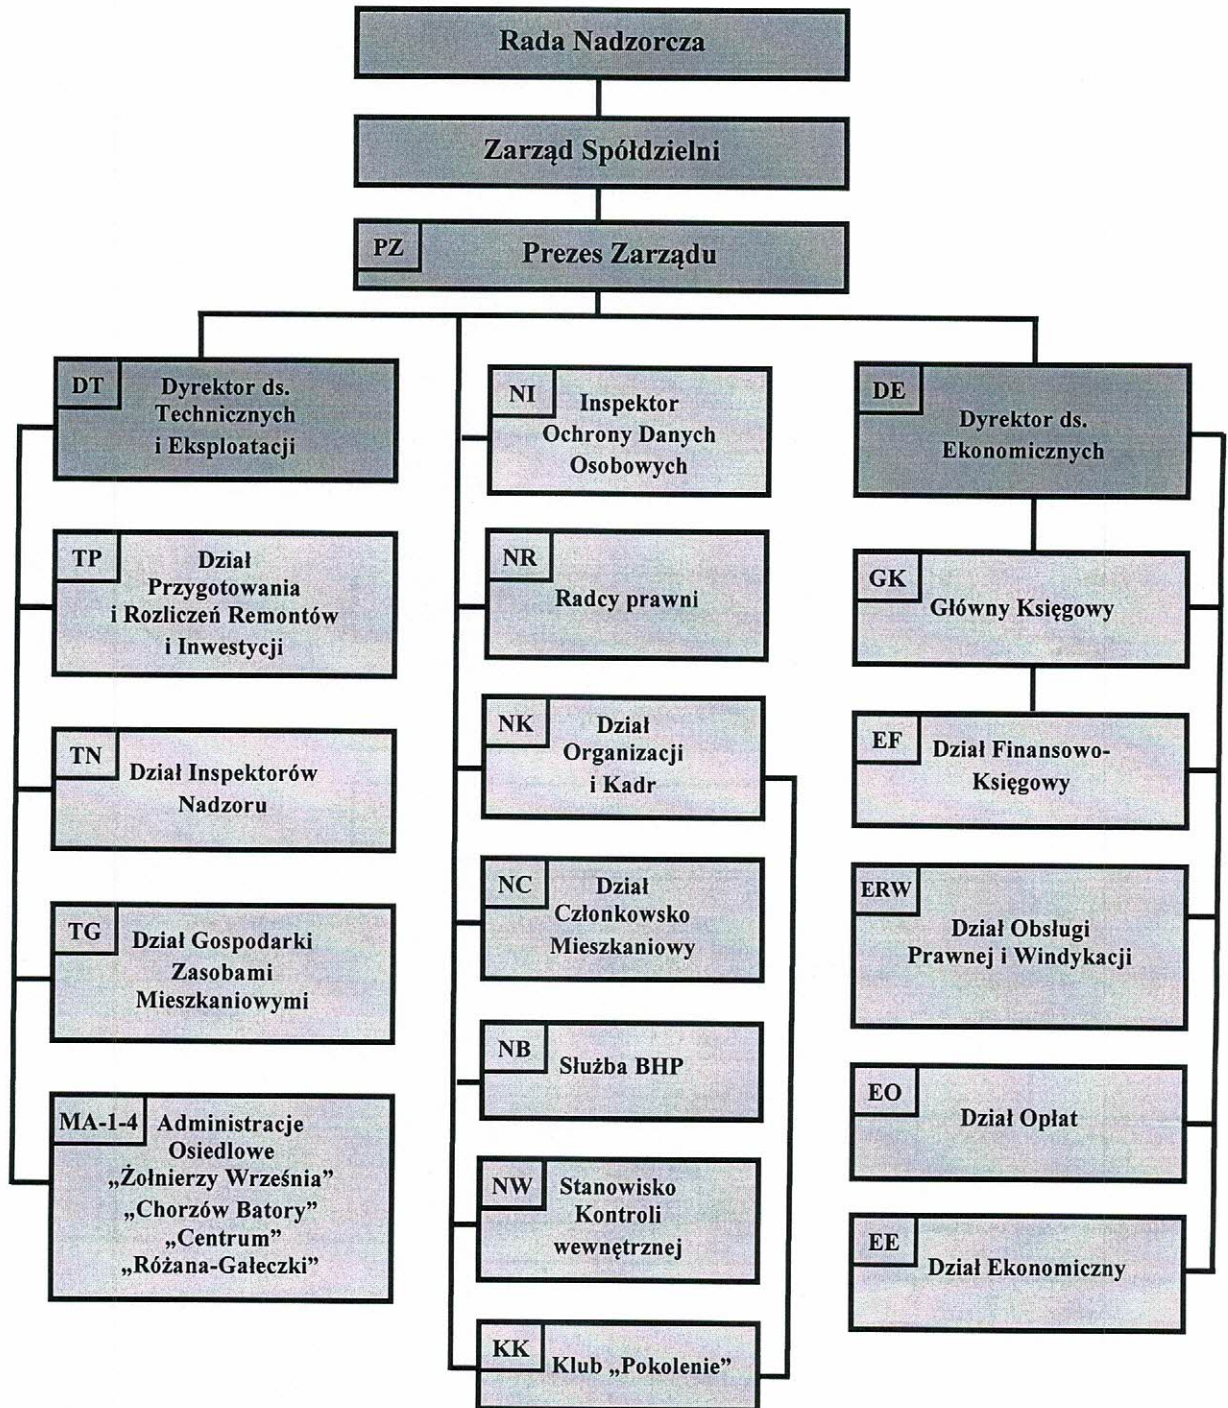 Rada Nadzorcza
Zarząd Spółdzielni
PZ
Prezes Zarządu
DT
Dyrektor ds.
Technicznych
i Eksploatacji
TP
Dział
Przygotowania
i Rozliczeń Remontów
i Inwestycji
TN
Dział Inspektorów
Nadzoru
TG
Dział Gospodarki
Zasobami
Mieszkaniowymi
MA-1-4
Administracje
Osiedlowe
„Żołnierzy Września”
„Chorzów Batory”
„Centrum”
„Różana-Gałeczki”
NI
Inspektor
Ochrony Danych
Osobowych
NR
Radcy prawni
NK
Dział
Organizacji
i Kadr
NC
Dział
Członkowsko
Mieszkaniowy
NB
Służba BHP
NW
Stanowisko
Kontroli
wewnętrznej
KK
Klub „Pokolenie”
DE
Dyrektor ds.
Ekonomicznych
GK
Główny Księgowy
EF
Dział Finansowo-
Księgowy
ERW
Dział Obsługi
Prawnej i Windykacji
EO
Dział Opłat
EE
Dział Ekonomiczny